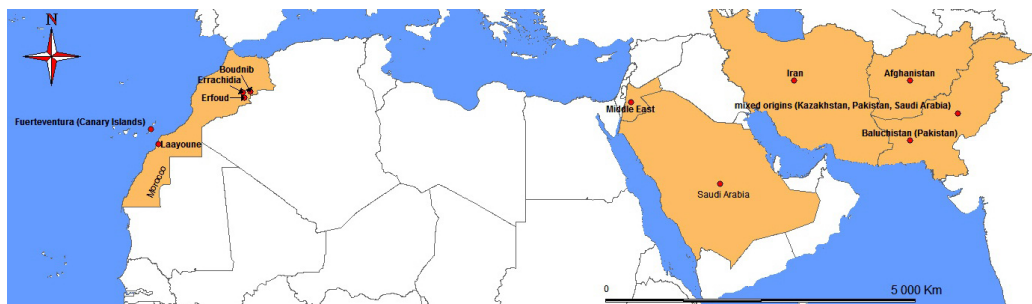 N
Boudnib
Errachidia
Erfoud
Fuerteventura (Canary Islands)
Laayoune
Morocco
Middle East
Saudi Arabia
Iran
Afghanistan
mixed origins (Kazakhstan, Pakistan, Saudi Arabia)
Baluchistan (Pakistan)
0
5 000 Km